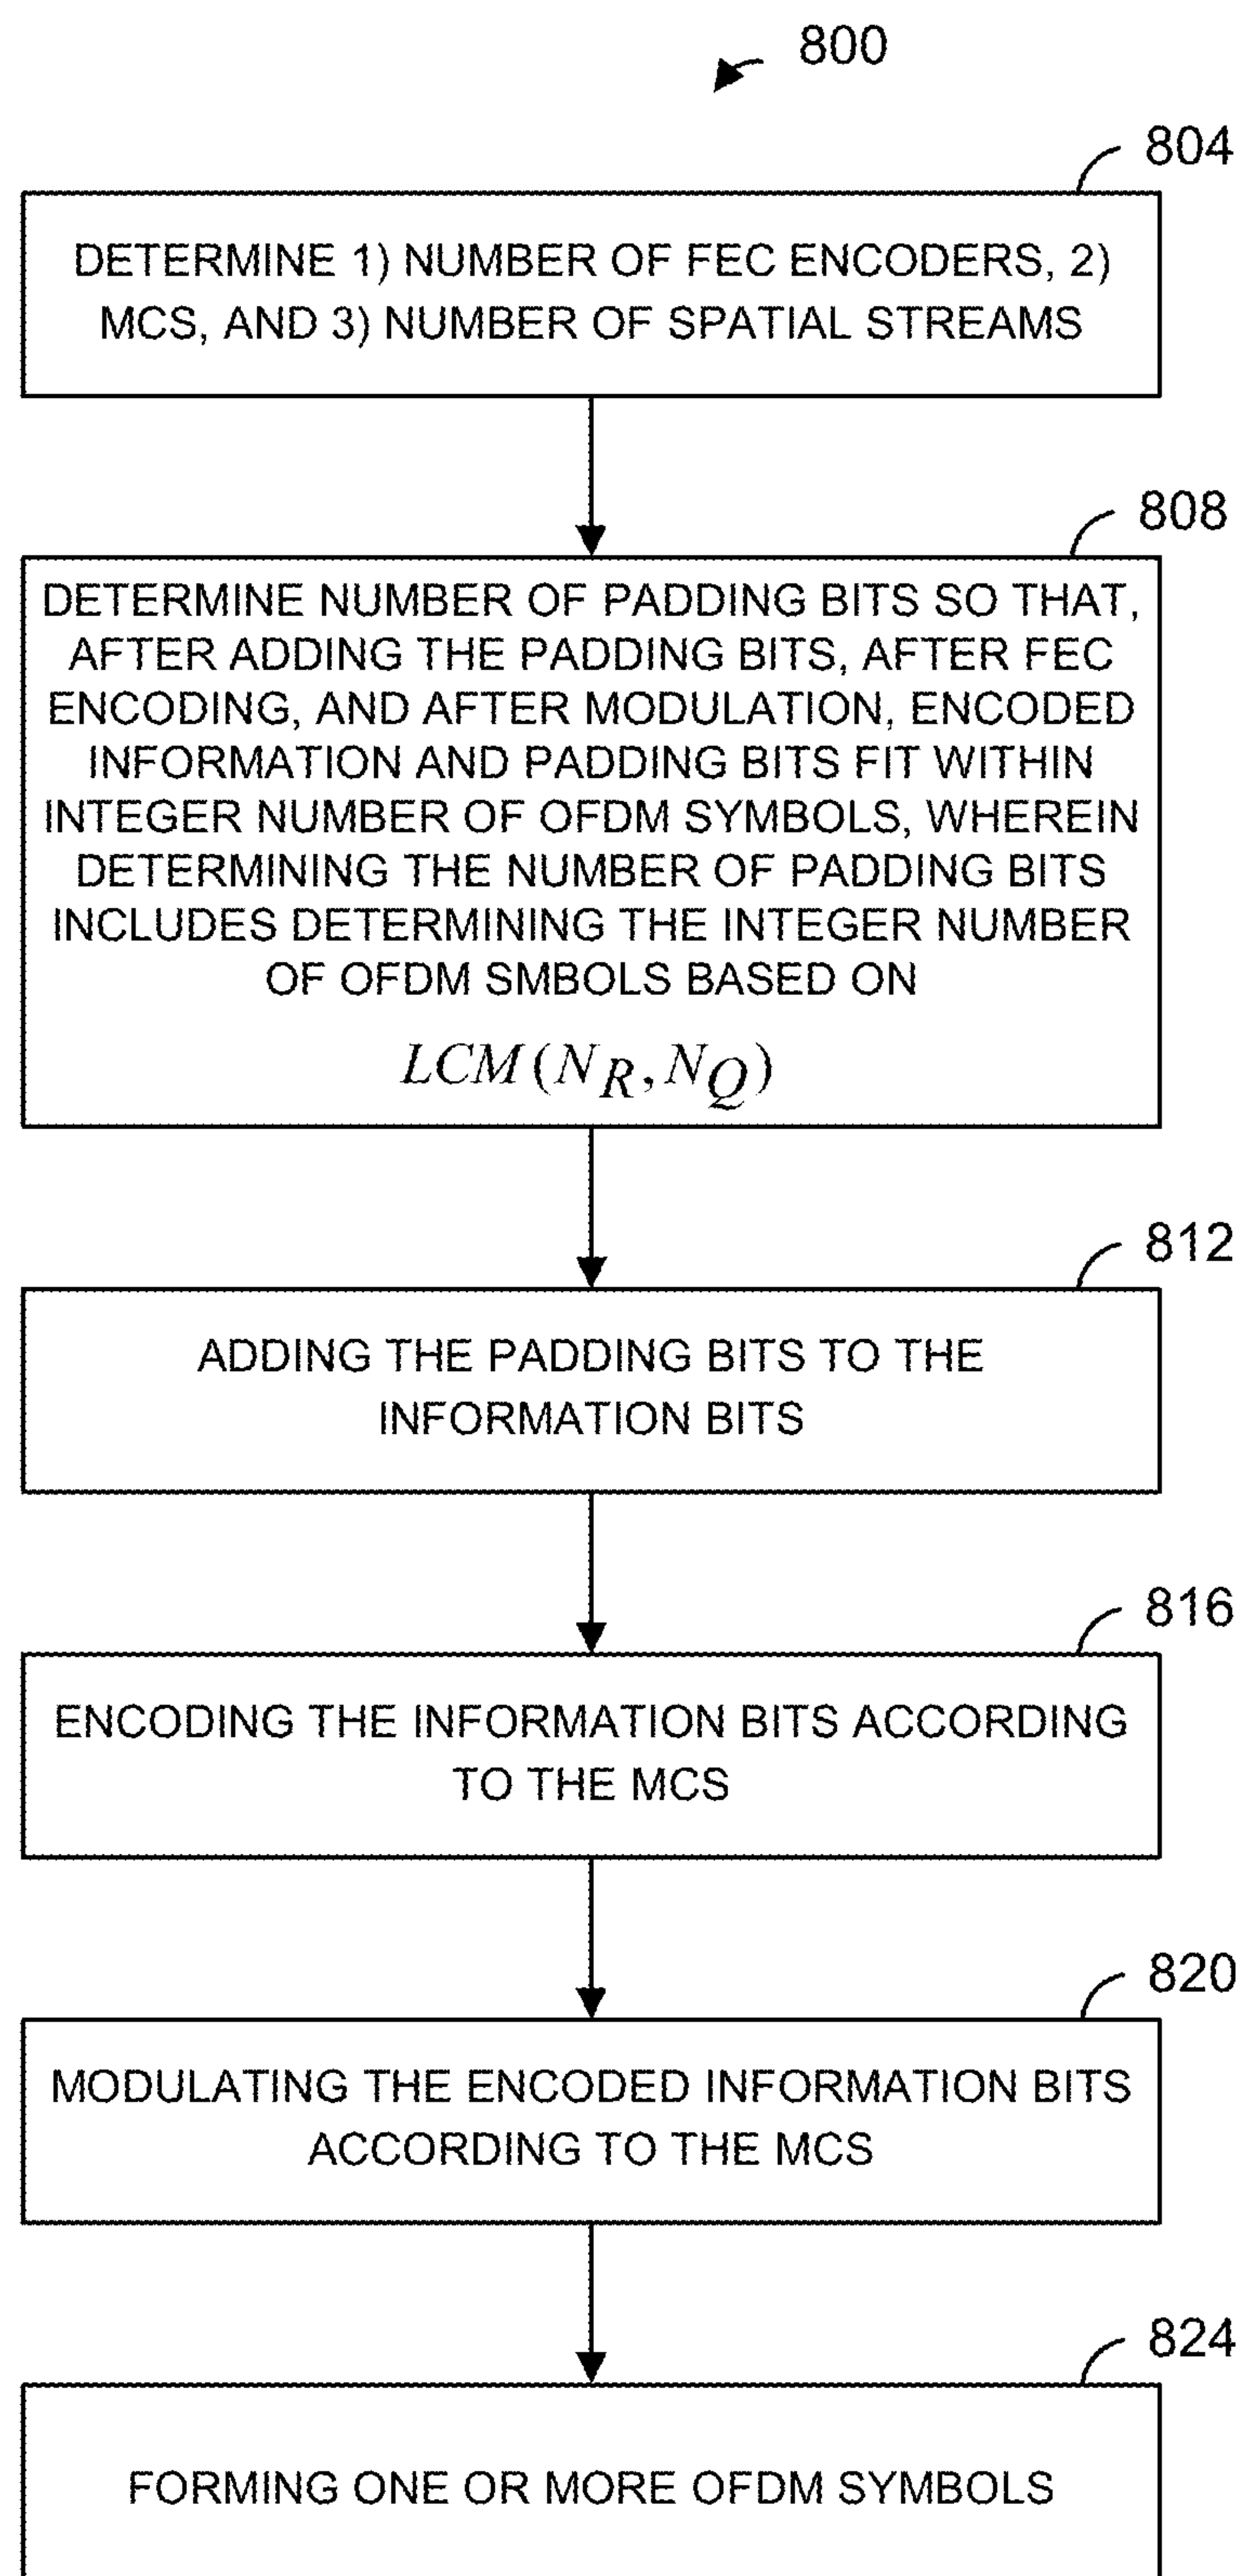 800
804
DETERMINE 1) NUMBER OF FEC ENCODERS, 2)
MCS, AND 3) NUMBER OF SPATIAL STREAMS
808
DETERMINE NUMBER OF PADDING BITS SO THAT,
AFTER ADDING THE PADDING BITS, AFTER FEC
ENCODING, AND AFTER MODULATION, ENCODED
INFORMATION AND PADDING BITS FIT WITHIN
INTEGER NUMBER OF OFDM SYMBOLS, WHEREIN
DETERMINING THE NUMBER OF PADDING BITS
INCLUDES DETERMINING THE INTEGER NUMBER
OF OFDM SMBOLS BASED ON
LCM(N_R, N_Q)
812
ADDING THE PADDING BITS TO THE
INFORMATION BITS
816
ENCODING THE INFORMATION BITS ACCORDING
TO THE MCS
820
MODULATING THE ENCODED INFORMATION BITS
ACCORDING TO THE MCS
824
FORMING ONE OR MORE OFDM SYMBOLS